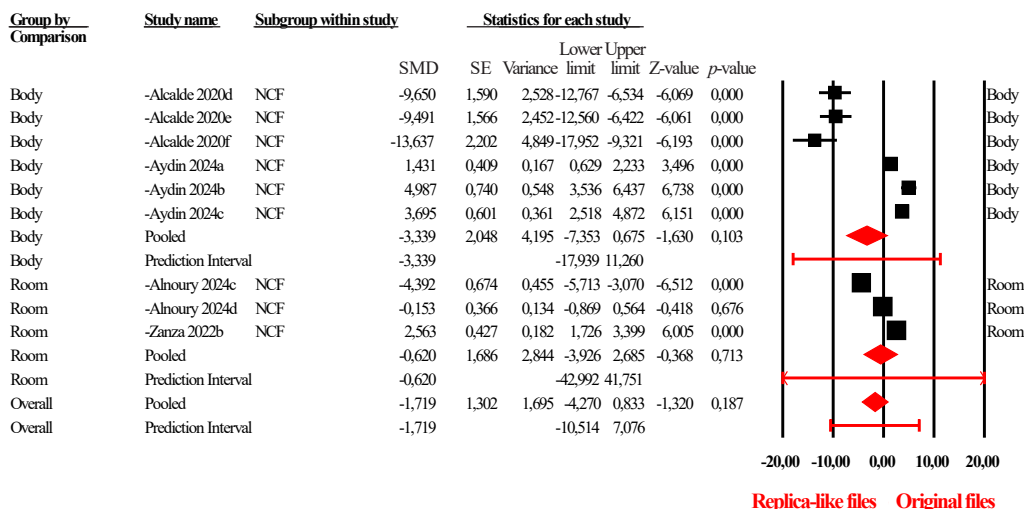 Group by Study name Subgroup within study Statistics for each study
Comparison
Lower Upper
SMD SE Variance limit limit Z-value p-value
Body -Alcalde 2020d NCF -9,650 1,590 2,528 -12,767 -6,534 -6,069 0,000 Body
Body -Alcalde 2020e NCF -9,491 1,566 2,452 -12,560 -6,422 -6,061 0,000 Body
Body -Alcalde 2020f NCF -13,637 2,202 4,849 -17,952 -9,321 -6,193 0,000 Body
Body -Aydin 2024a NCF 1,431 0,409 0,167 0,629 2,233 3,496 0,000 Body
Body -Aydin 2024b NCF 4,987 0,740 0,548 3,536 6,437 6,738 0,000 Body
Body -Aydin 2024c NCF 3,695 0,601 0,361 2,518 4,872 6,151 0,000 Body
Body Pooled -3,339 2,048 4,195 -7,353 0,675 -1,630 0,103
Body Prediction Interval -3,339 -17,939 11,260
Room -Alnoury 2024c NCF -4,392 0,674 0,455 -5,713 -3,070 -6,512 0,000 Room
Room -Alnoury 2024d NCF -0,153 0,366 0,134 -0,869 0,564 -0,418 0,676 Room
Room -Zanza 2022b NCF 2,563 0,427 0,182 1,726 3,399 6,005 0,000 Room
Room Pooled -0,620 1,686 2,844 -3,926 2,685 -0,368 0,713
Room Prediction Interval -0,620 -42,992 41,751
Overall Pooled -1,719 1,302 1,695 -4,270 0,833 -1,320 0,187
Overall Prediction Interval -1,719 -10,514 7,076
-20,00 -10,00 0,00 10,00 20,00
Replica-like files Original files